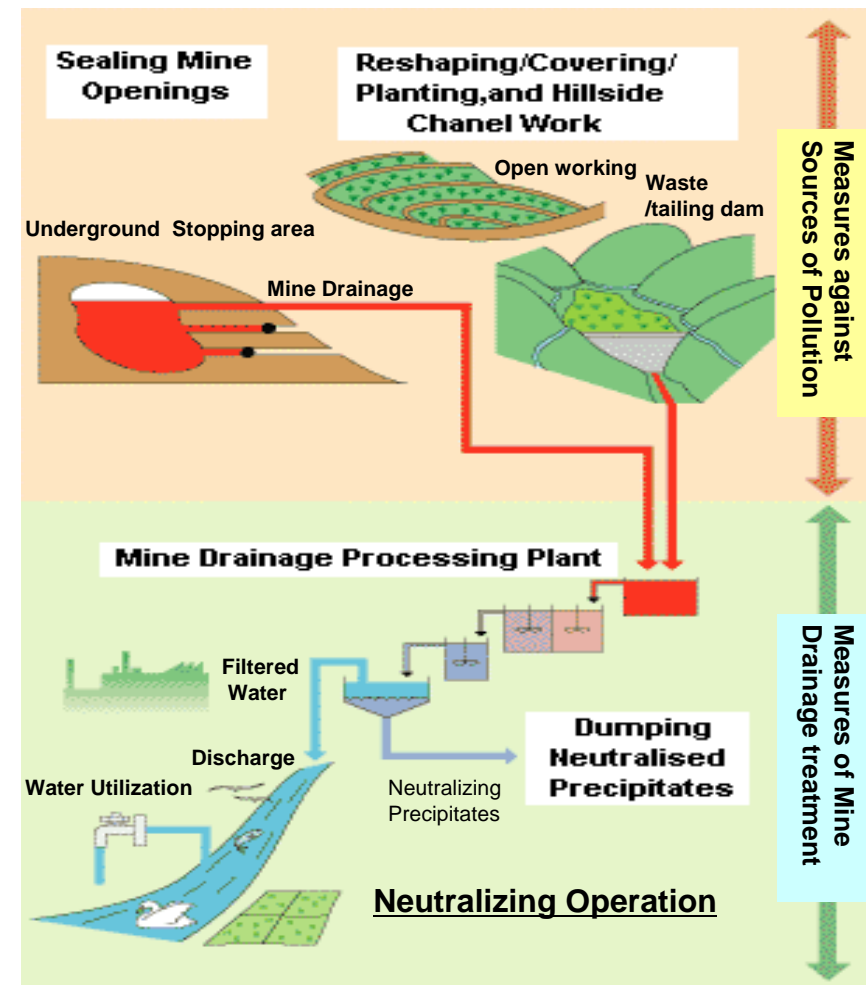 Sealing Mine
Openings
Reshaping/Covering/
Planting,and Hillside
Chanel Work
Open working
Waste
/tailing dam
Underground  Stopping area
Mine Drainage
Measures against
Sources of Pollution
Mine Drainage Processing Plant
Filtered
Water
Dumping
Neutralised
Precipitates
Discharge
Water Utilization
Neutralizing
Precipitates
Measures of Mine
Drainage treatment
Neutralizing Operation